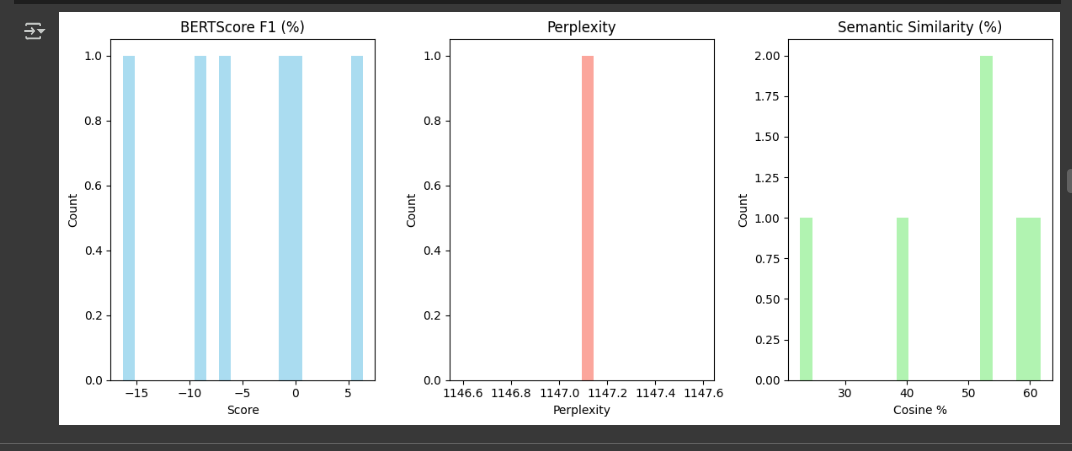 BERTScore F1 (%)
1.0
0.8
0.6
0.4
0.2
0.0
Count
−15 −10 −5 0 5
Score
Perplexity
1.0
0.8
0.6
0.4
0.2
0.0
Count
1146.6 1146.8 1147.0 1147.2 1147.4 1147.6
Perplexity
Semantic Similarity (%)
2.00
1.75
1.50
1.25
1.00
0.75
0.50
0.25
0.00
Count
30 40 50 60
Cosine %